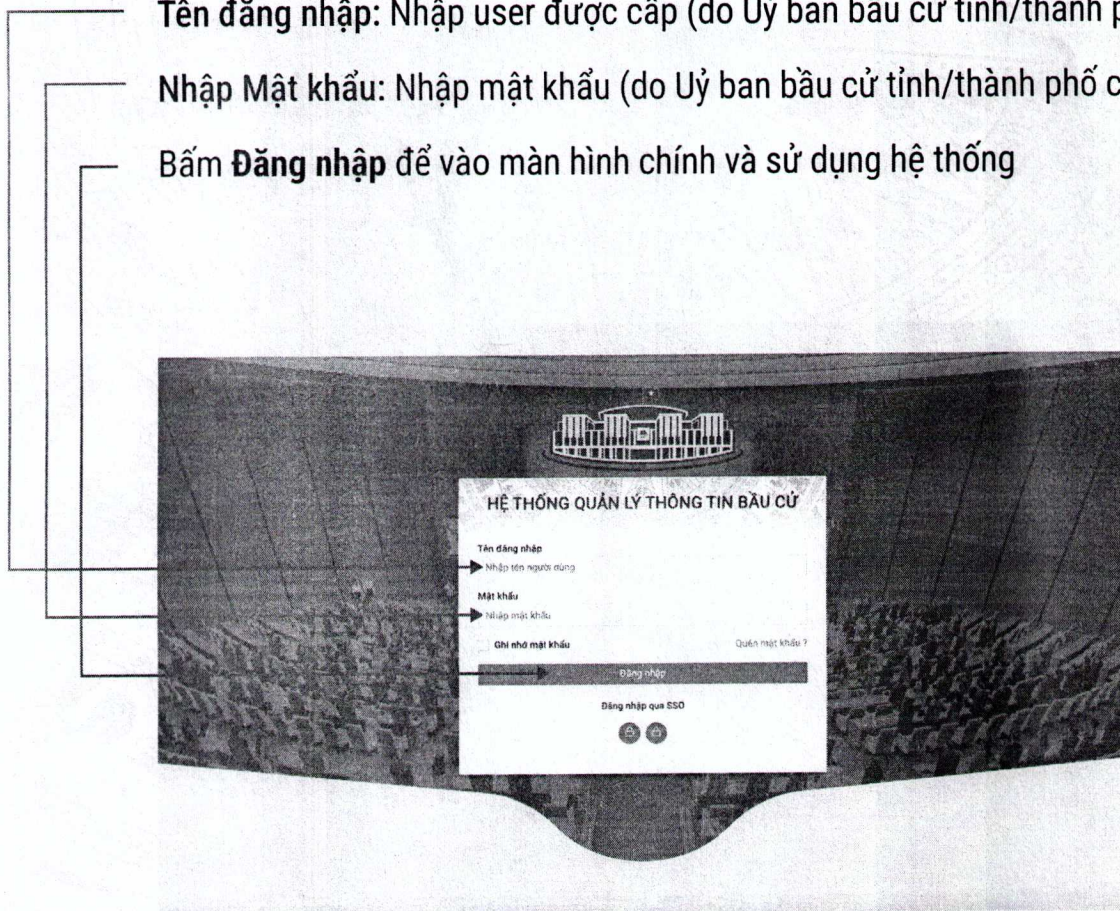 Tên đăng nhập: Nhập user được cấp (do Uỷ ban bầu cử tỉnh/thành
Nhập Mật khẩu: Nhập mật khẩu (do Uỷ ban bầu cử tỉnh/thành phố
Bấm Đăng nhập để vào màn hình chính và sử dụng hệ thống
HỆ THỐNG QUẢN LÝ THÔNG TIN BẦU CỬ
Tên đăng nhập
Nhập tên người dùng
Mật khẩu
Nhập mật khẩu
Ghi nhớ mật khẩu
Quên mật khẩu ?
Đăng nhập
Đăng nhập qua SSO